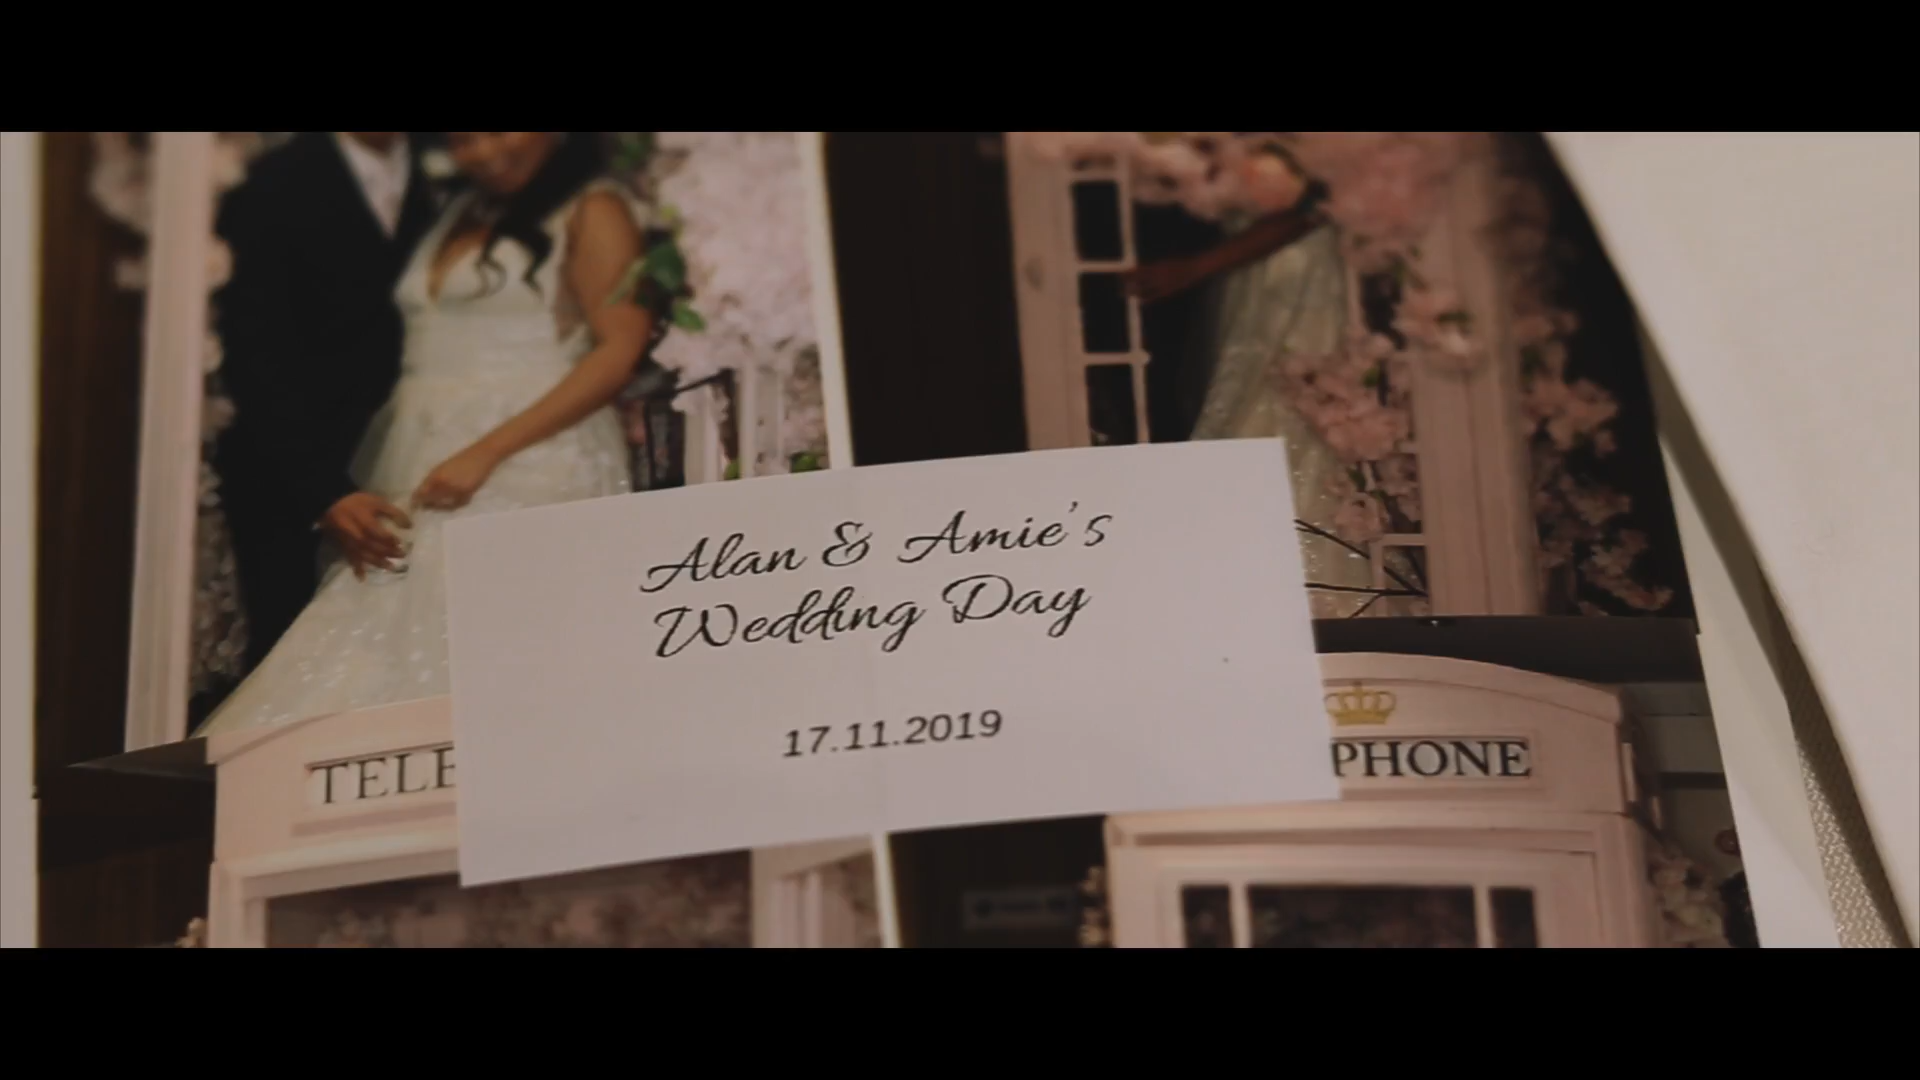 Alan & Amie's
Wedding Day
17.11.2019
TELE
PHONE